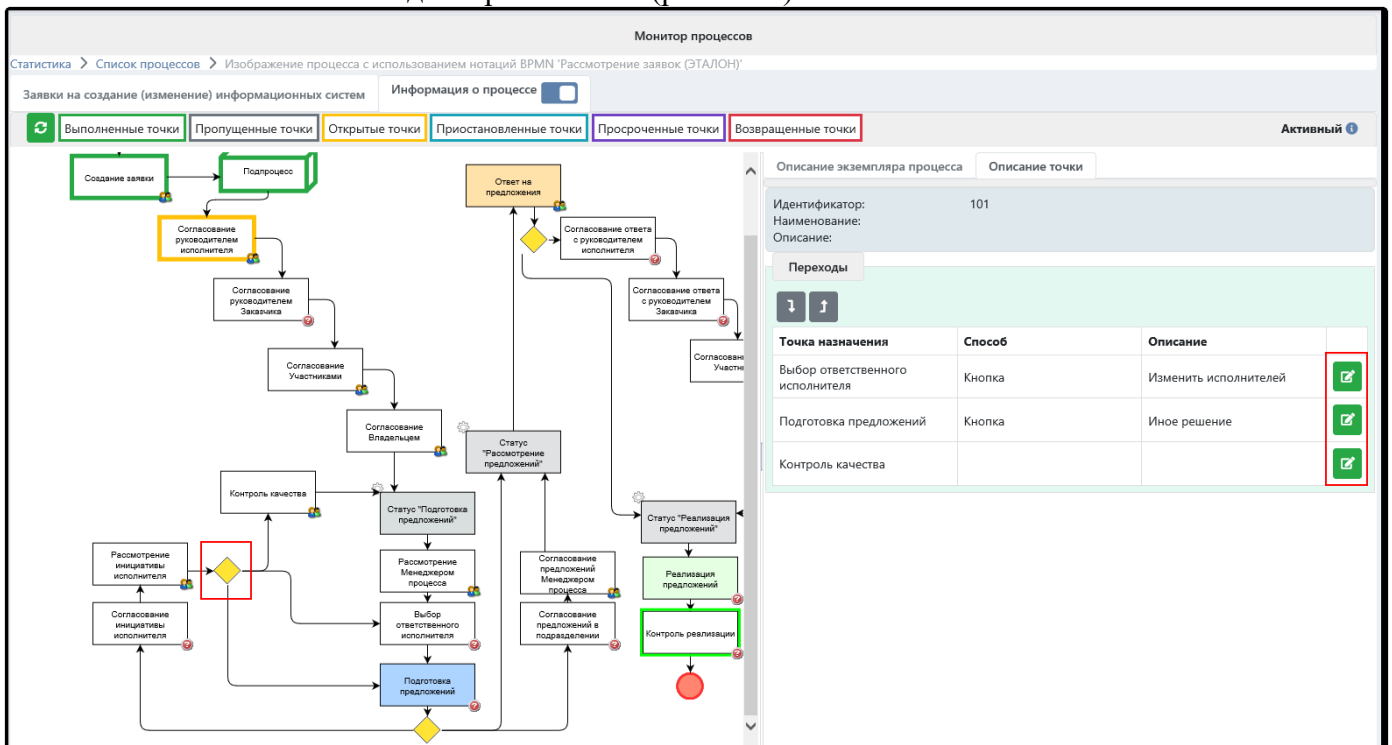 Монитор процессов
Статистика > Список процессов > Изображение процесса с использованием нотаций BPMN 'Рассмотрение заявок (ЭТАЛОН)'
Заявки на создание (изменение) информационных систем
Информация о процессе
Выполненные точки
Пропущенные точки
Открытые точки
Приостановленные точки
Просроченные точки
Возвращенные точки
Активный
Создание заявки
Подпроцесс
Согласование
руководителем
исполнителя
Согласование
руководителем
Заказчика
Согласование
Участниками
Согласование
Владельцем
Контроль качества
Статус "Подготовка
предложений"
Рассмотрение
инициативы
исполнителя
Согласование
инициативы
исполнителя
Рассмотрение
Менеджером
процесса
Выбор
ответственного
исполнителя
Подготовка
предложений
Ответ на
предложения
Согласование ответа
с руководителем
исполнителя
Согласование ответа
с руководителем
Заказчика
Статус
"Рассмотрение
предложений"
Согласование
предложений
Менеджером
процесса
Согласование
предложений в
подразделении
Статус "Реализация
предложений"
Реализация
предложений
Контроль реализации
Описание экземпляра процесса
Описание точки
Идентификатор: 101
Наименование:
Описание:
Переходы
Точка назначения Способ Описание
Выбор ответственного
исполнителя Кнопка Изменить исполнителей
Подготовка предложений Кнопка Иное решение
Контроль качества